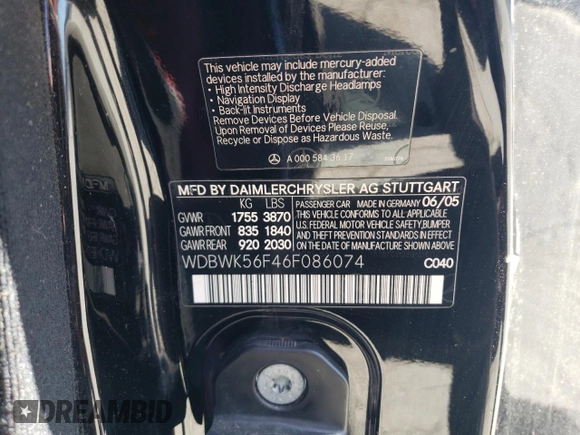 This vehicle may include mercury-added
devices installed by the manufacturer:
• High Intensity Discharge Headlamps
• Navigation Display
• Back-lit Instruments
Remove Devices Before Vehicle Disposal.
Upon Removal of Devices Please Reuse,
Recycle or Dispose as Hazardous Waste.
A 000 584 36 17
MFD BY DAIMLERCHRYSLER AG STUTTGART
KG LBS
GVWR 1755 3870
GAWR FRONT 835 1840
GAWR REAR 920 2030
PASSENGER CAR MADE IN GERMANY 06/05
THIS VEHICLE CONFORMS TO ALL APPLICABLE
U.S. FEDERAL MOTOR VEHICLE SAFETY, BUMPER
AND THEFT PREVENTION STANDARDS IN EFFECT
ON THE DATE OF MANUFACTURE SHOWN ABOVE.
WDBWK56F46F086074
C040
DREAMBID